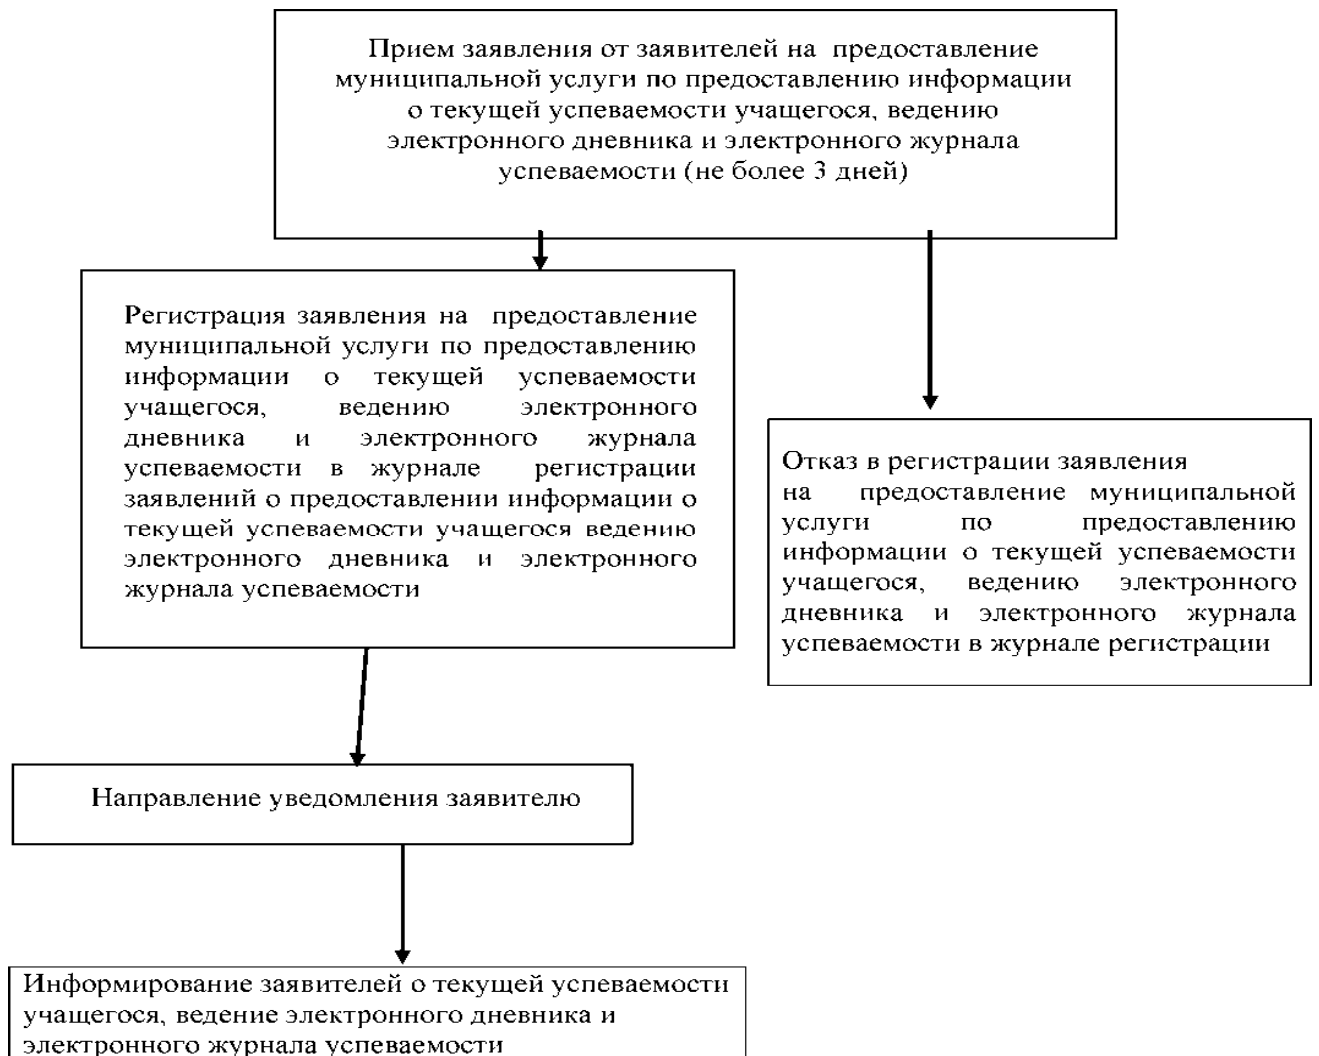 Прием заявления от заявителей на предоставление
муниципальной услуги по предоставлению информации
о текущей успеваемости учащегося, ведению
электронного дневника и электронного журнала
успеваемости (не более 3 дней)
Регистрация заявления на предоставление
муниципальной услуги по предоставлению
информации о текущей успеваемости
учащегося, ведению электронного
дневника и электронного журнала
успеваемости в журнале регистрации
заявлений о предоставлении информации о
текущей успеваемости учащегося ведению
электронного дневника и электронного
журнала успеваемости
Отказ в регистрации заявления
на предоставление муниципальной
услуги по предоставлению
информации о текущей успеваемости
учащегося, ведению электронного
дневника и электронного журнала
успеваемости в журнале регистрации
Направление уведомления заявителю
Информирование заявителей о текущей успеваемости
учащегося, ведение электронного дневника и
электронного журнала успеваемости